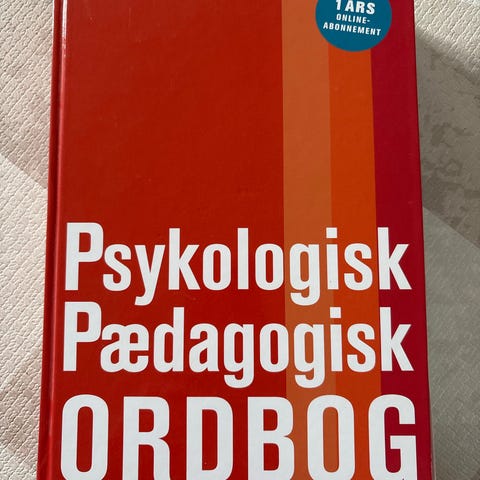 1 ÅRS
ONLINE-
ABONNEMENT
Psykologisk
Pædagogisk
ORDBOG